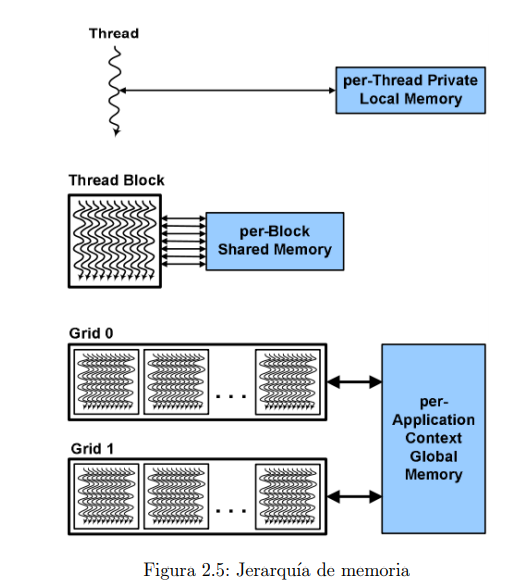 Thread
per-Thread Private
Local Memory
Thread Block
per-Block
Shared Memory
Grid 0
. . .
Grid 1
. . .
per-
Application
Context
Global
Memory
Figura 2.5: Jerarquía de memoria